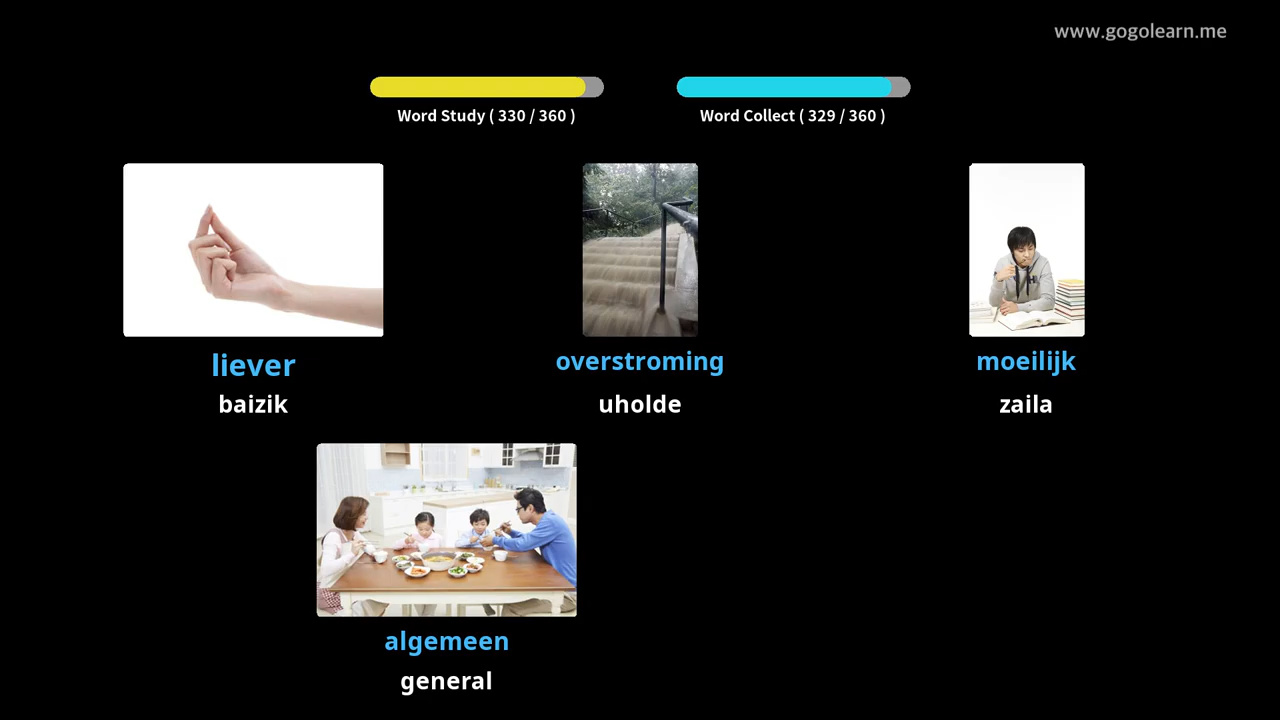 www.gogolearn.me
Word Study ( 330 / 360 )
Word Collect ( 329 / 360 )
liever
baizik
overstroming
uholde
moeilijk
zaila
algemeen
general